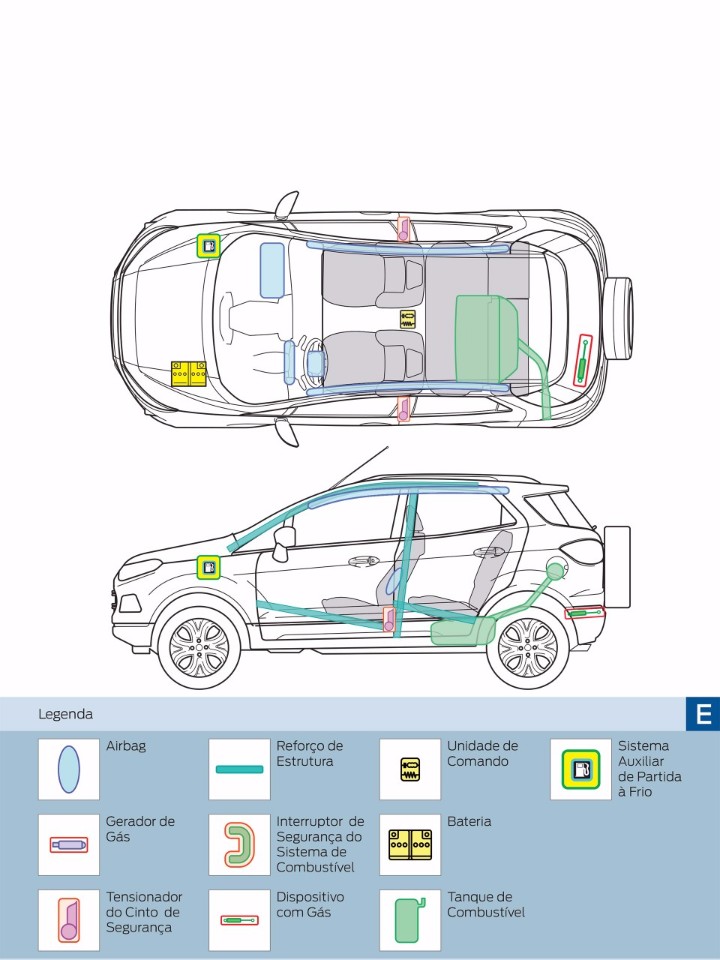 Legenda
E
Airbag
Reforço de
Estrutura
Unidade de
Comando
Sistema
Auxiliar
de Partida
à Frio
Gerador de
Gás
Interruptor de
Segurança do
Sistema de
Combustível
Bateria
Tensionador
do Cinto de
Segurança
Dispositivo
com Gás
Tanque de
Combustível